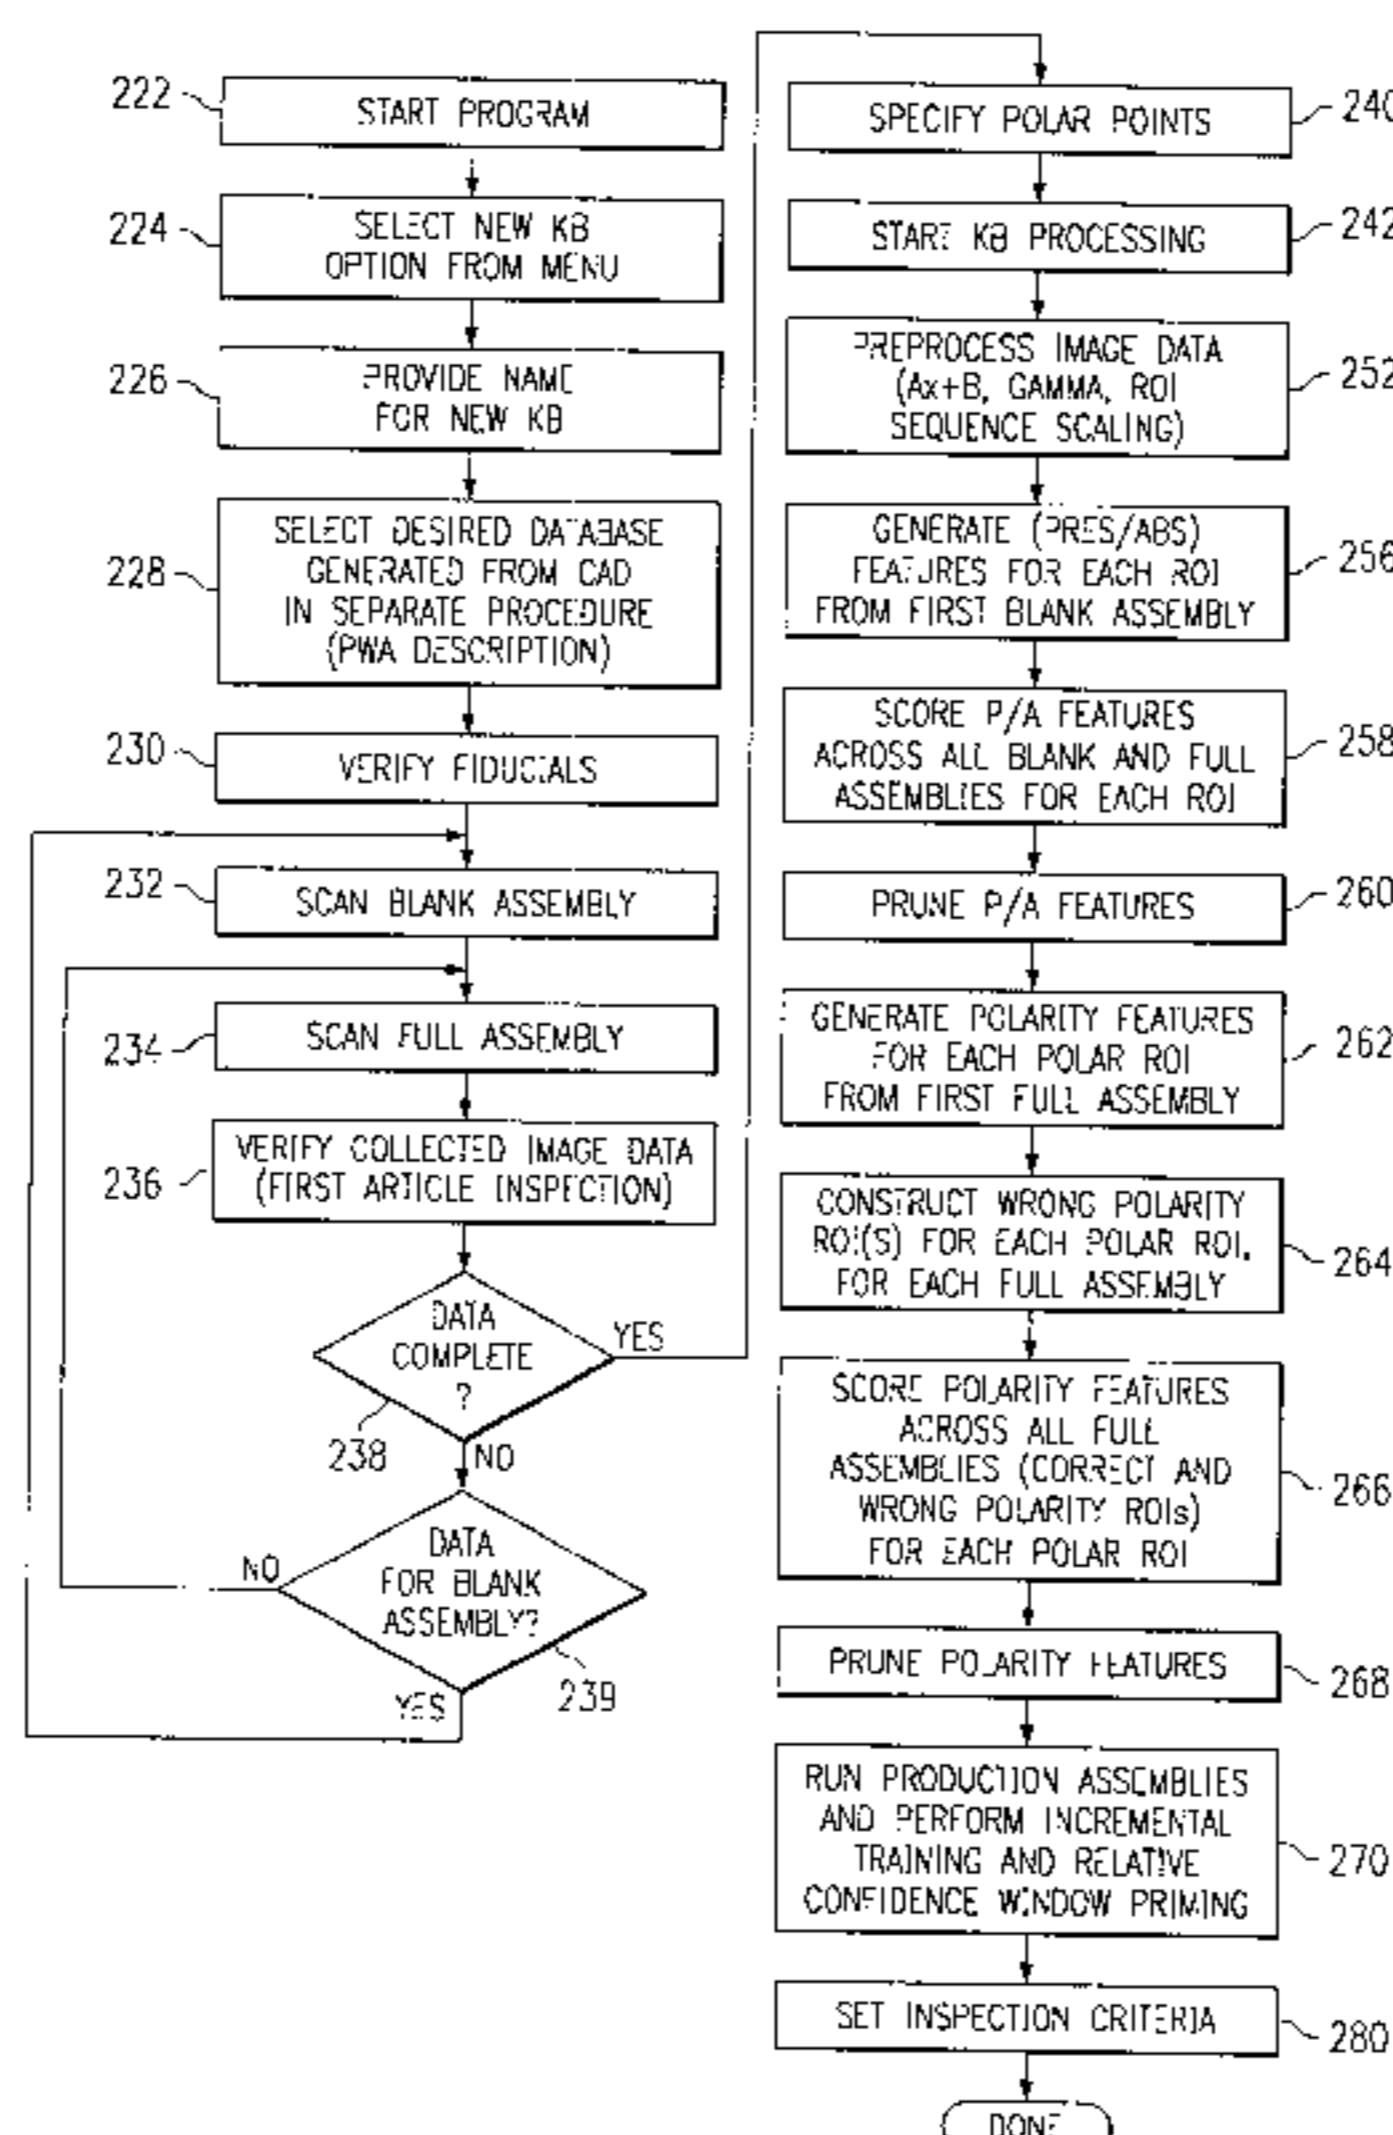 222
START PROGRAM
224
SELECT NEW KB
OPTION FROM MENU
226
PROVIDE NAME
FOR NEW KB
228
SELECT DESIRED DATABASE
GENERATED FROM CAD
IN SEPARATE PROCEDURE
(PWA DESCRIPTION)
230
VERIFY FIDUCIALS
232
SCAN BLANK ASSEMBLY
234
SCAN FULL ASSEMBLY
236
VERIFY COLLECTED IMAGE DATA
(FIRST ARTICLE INSPECTION)
DATA
COMPLETE
?
YES
238
NO
DATA
FOR BLANK
ASSEMBLY?
NO
YES
239
SPECIFY POLAR POINTS
240
START KB PROCESSING
242
PREPROCESS IMAGE DATA
(Ax+B, GAMMA, ROI
SEQUENCE SCALING)
252
GENERATE (PRES/ABS)
FEATURES FOR EACH ROI
FROM FIRST BLANK ASSEMBLY
256
SCORE P/A FEATURES
ACROSS ALL BLANK AND FULL
ASSEMBLIES FOR EACH ROI
258
PRUNE P/A FEATURES
260
GENERATE POLARITY FEATURES
FOR EACH POLAR ROI
FROM FIRST FULL ASSEMBLY
262
CONSTRUCT WRONG POLARITY
ROI(S) FOR EACH POLAR ROI,
FOR EACH FULL ASSEMBLY
264
SCORE POLARITY FEATURES
ACROSS ALL FULL
ASSEMBLIES (CORRECT AND
WRONG POLARITY ROIs)
FOR EACH POLAR ROI
266
PRUNE POLARITY FEATURES
268
RUN PRODUCTION ASSEMBLIES
AND PERFORM INCREMENTAL
TRAINING AND RELATIVE
CONFIDENCE WINDOW PRIMING
270
SET INSPECTION CRITERIA
280
DONE